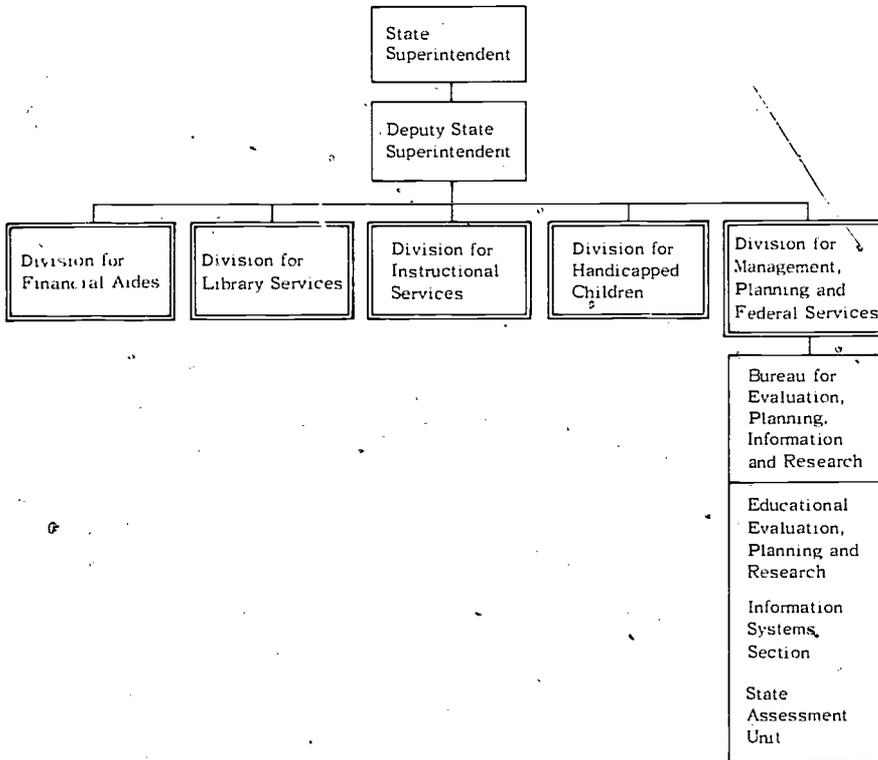 State
Superintendent
Deputy State
Superintendent
Division for
Financial Aides
Division for
Library Services
Division for
Instructional
Services
Division for
Handicapped
Children
Division for
Management,
Planning and
Federal Services
Bureau for
Evaluation,
Planning,
Information
and Research
Educational
Evaluation,
Planning and
Research
Information
Systems
Section
State
Assessment
Unit